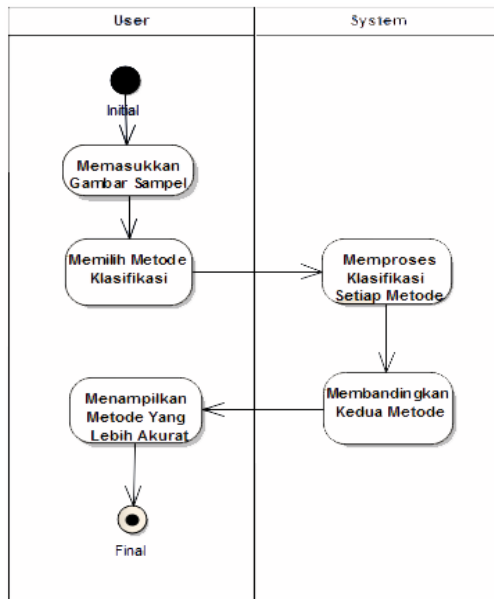 User
System
Initial
Memasukkan
Gambar Sampel
Memilih Metode
Klasifikasi
Memproses
Klasifikasi
Setiap Metode
Membandingkan
Kedua Metode
Menampilkan
Metode Yang
Lebih Akurat
Final